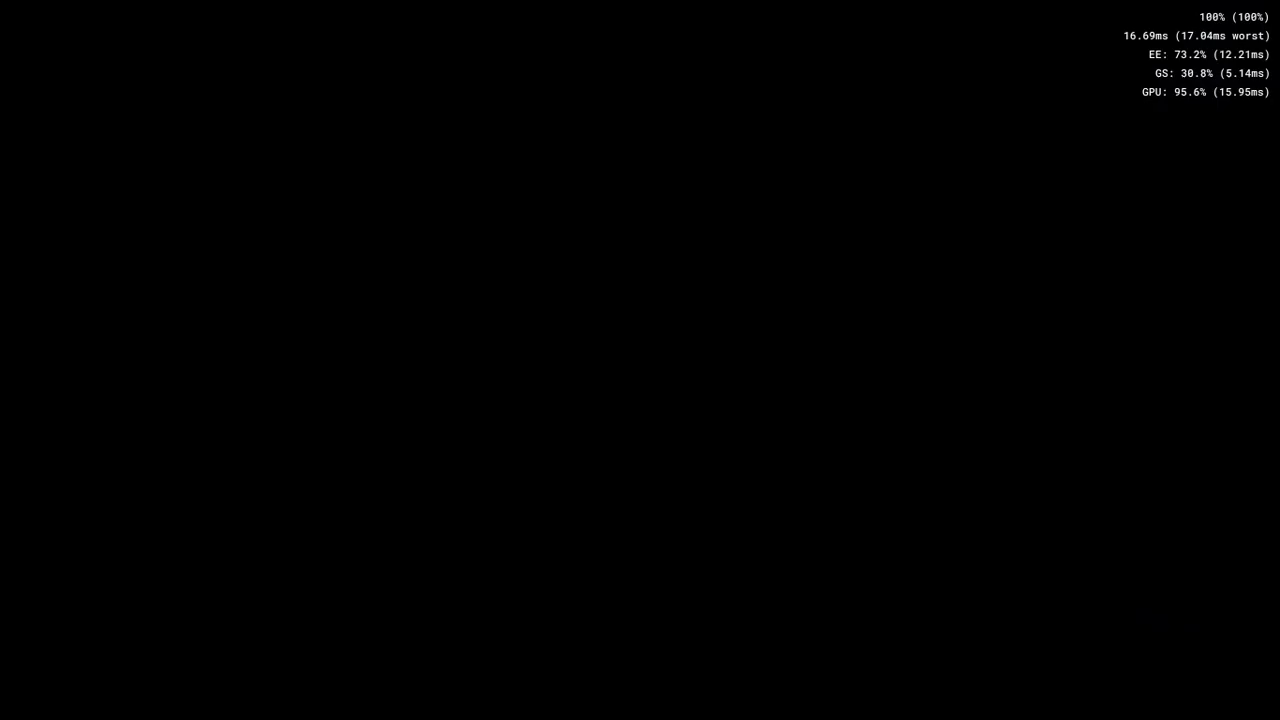 100% (100%)
16.69ms (17.04ms worst)
EE: 73.2% (12.21ms)
GS: 30.8% (5.14ms)
GPU: 95.6% (15.95ms)